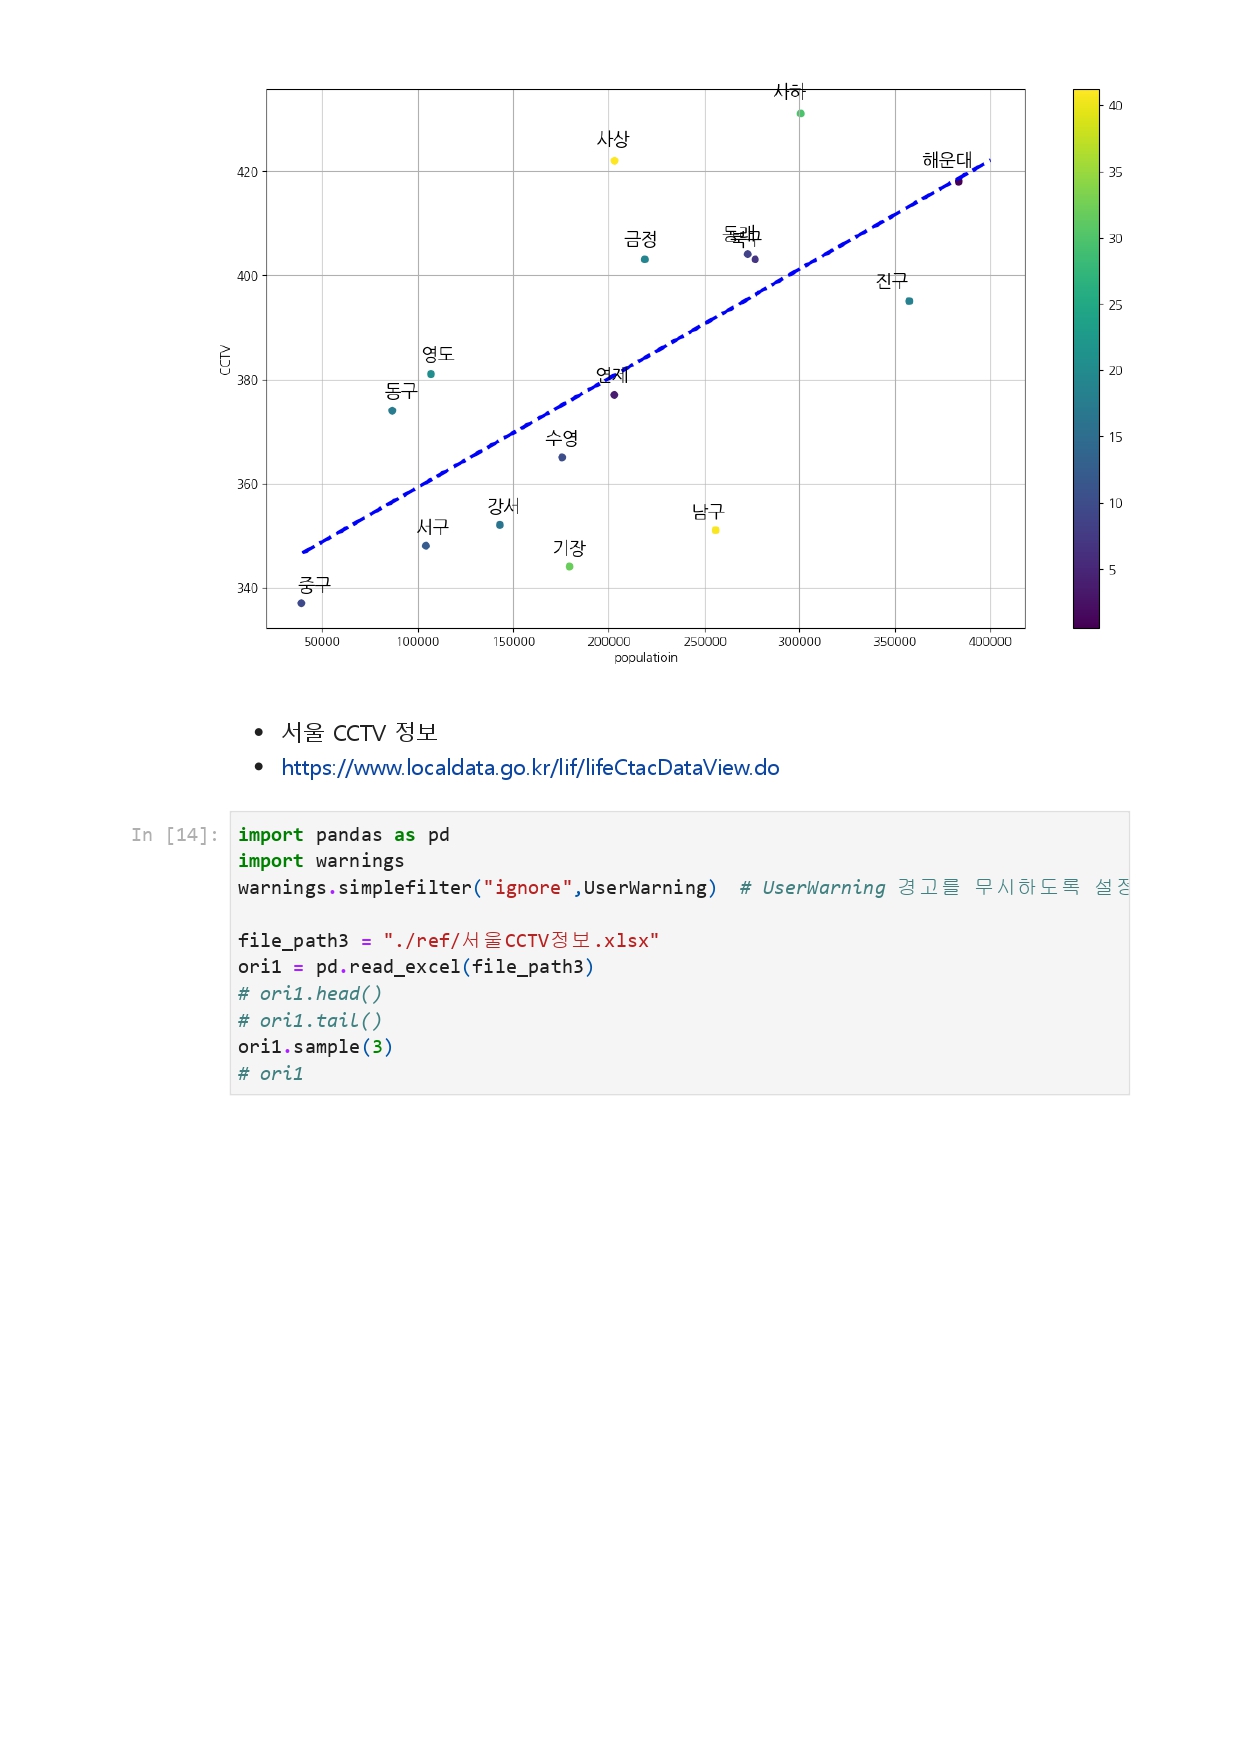 사하
사상
해운대
금정
동래
북구
진구
영도
동구
연제
수영
강서
남구
서구
기장
중구
420
400
380
360
340
CCTV
50000 100000 150000 200000 250000 300000 350000 400000
populatioin
40
35
30
25
20
15
10
5
서울 CCTV 정보
https://www.localdata.go.kr/lif/lifeCtacDataView.do
In [14]:
import pandas as pd
import warnings
warnings.simplefilter("ignore",UserWarning)  # UserWarning 경고를 무시하도록 설정
file_path3 = "./ref/서울CCTV정보.xlsx"
ori1 = pd.read_excel(file_path3)
# ori1.head()
# ori1.tail()
ori1.sample(3)
# ori1